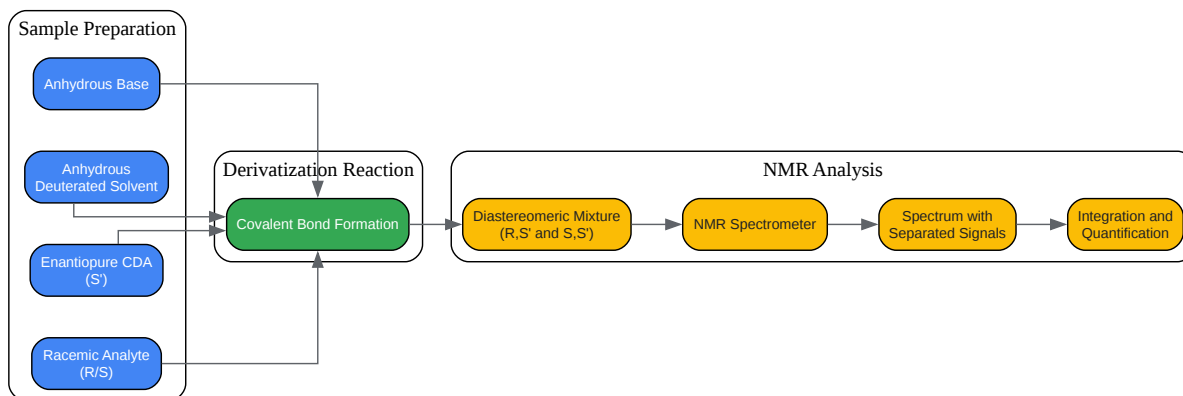 Sample Preparation
Anhydrous Base
Anhydrous
Deuterated Solvent
Enantiopure CDA
(S')
Racemic Analyte
(R/S)
Derivatization Reaction
Covalent Bond Formation
NMR Analysis
Diastereomeric Mixture
(R,S' and S,S')
NMR Spectrometer
Spectrum with
Separated Signals
Integration and
Quantification